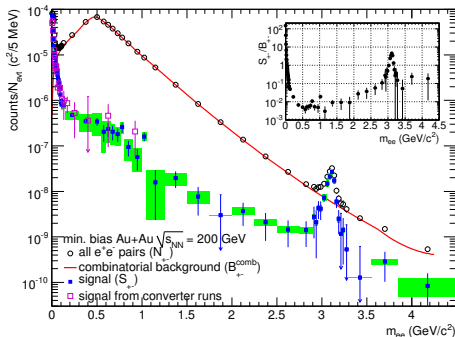 counts/N_evt (c²/5 MeV)
10⁻⁴
10⁻⁵
10⁻⁶
10⁻⁷
10⁻⁸
10⁻⁹
10⁻¹⁰
S₊₋/B₊₋
10²
10
1
10⁻¹
10⁻²
10⁻³
0 0.5 1 1.5 2 2.5 3 3.5 4 4.5
m_ee (GeV/c²)
min. bias Au+Au √s_NN = 200 GeV
all e⁺e⁻ pairs (N₊₋)
combinatorial background (B₊₋^comb)
signal (S₊₋)
signal from converter runs
0 0.5 1 1.5 2 2.5 3 3.5 4
m_ee (GeV/c²)